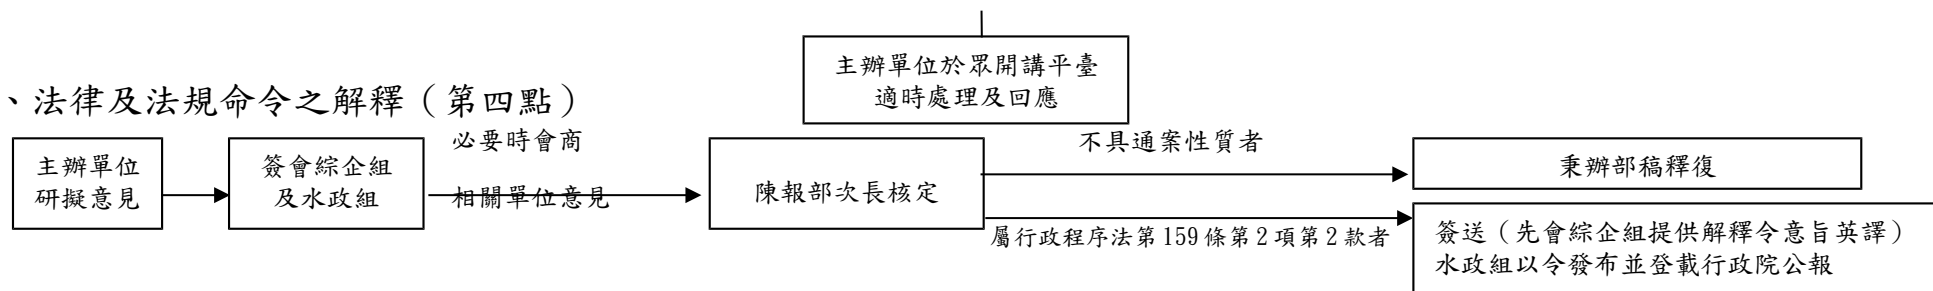 主辦單位於眾開講平臺
適時處理及回應
、法律及法規命令之解釋（第四點）
主辦單位
研擬意見
簽會綜企組
及水政組
必要時會商
相關單位意見
陳報部次長核定
不具通案性質者
秉辦部稿釋復
屬行政程序法第159條第2項第2款者
簽送（先會綜企組提供解釋令意旨英譯）
水政組以令發布並登載行政院公報